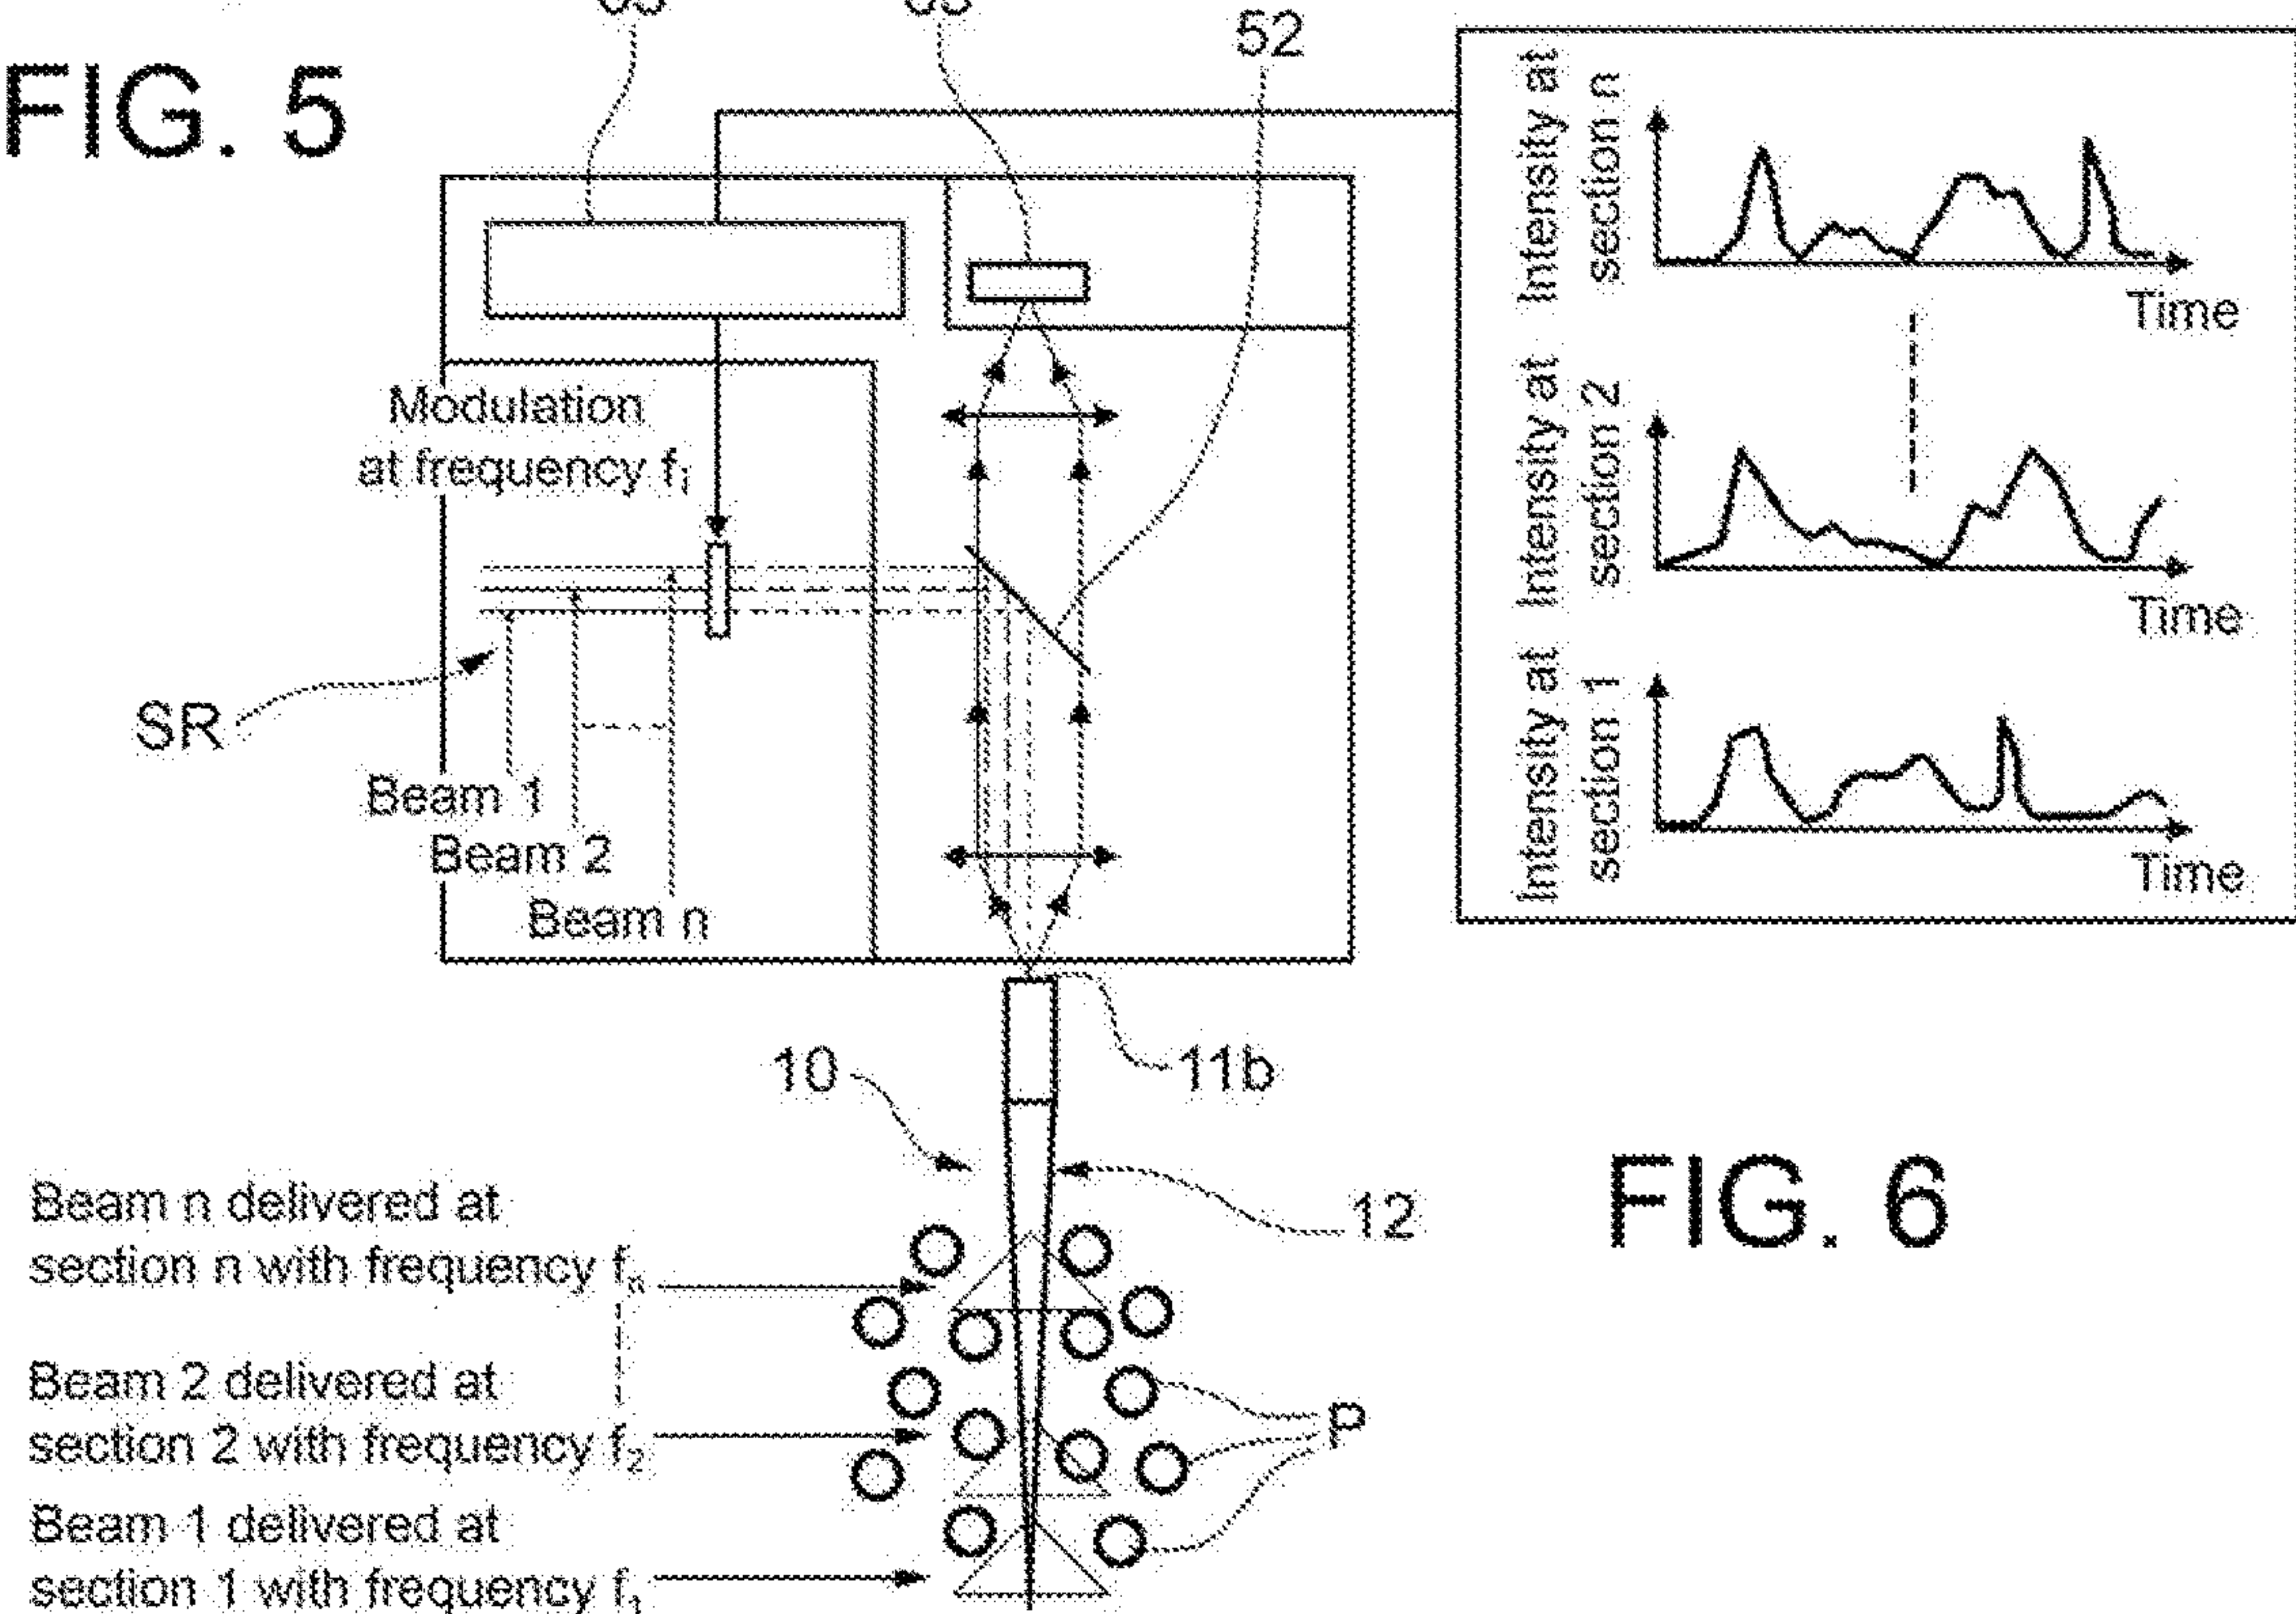 FIG. 5
52
Modulation
at frequency f₁
SR
Beam 1
Beam 2
Beam n
Intensity at
section n
Time
Intensity at
section 2
Time
Intensity at
section 1
Time
10
11b
12
Beam n delivered at
section n with frequency fₙ
Beam 2 delivered at
section 2 with frequency f₂
Beam 1 delivered at
section 1 with frequency f₁
P
FIG. 6